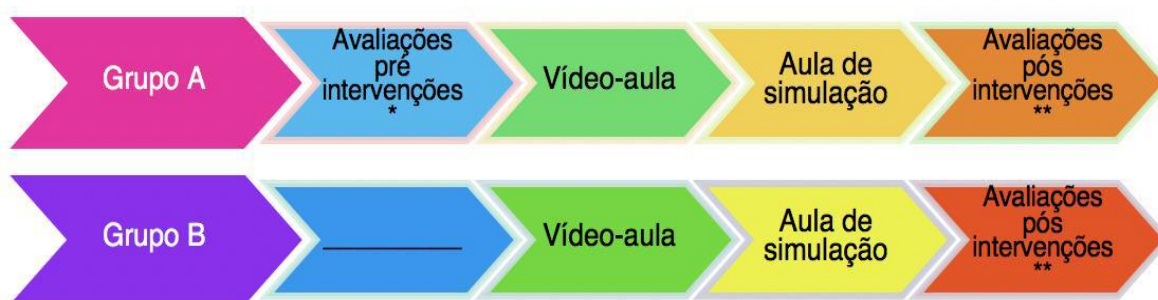 Grupo A
Avaliações
pré
intervenções
*
Vídeo-aula
Aula de
simulação
Avaliações
pós
intervenções
**
Grupo B
____________
Vídeo-aula
Aula de
simulação
Avaliações
pós
intervenções
**